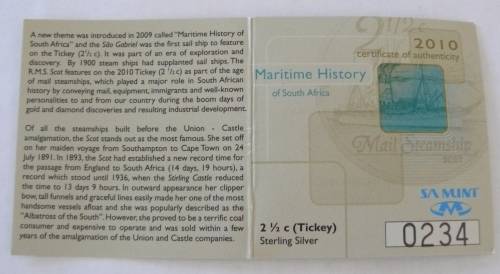 A new theme was introduced in 2009 called "Maritime History of
South Africa" and the São Gabriel was the first sail ship to feature
on the Tickey (2½ c). It was part of an era of exploration and
discovery. By 1900 steam ships had supplanted sail ships. The
R.M.S. Scot features on the 2010 Tickey (2 ½ c) as part of the age
of mail steamships, which played a major role in South African
history by conveying mail, equipment, immigrants and well-known
personalities to and from our country during the boom days of
gold and diamond discoveries and resulting industrial development.
Of all the steamships built before the Union - Castle
amalgamation, the Scot stands out as the most famous. She set off
on her maiden voyage from Southampton to Cape Town on 24
July 1891. In 1893, the Scot had established a new record time for
the passage from England to South Africa (14 days, 19 hours), a
record which stood until 1936, when the Stirling Castle reduced
the time to 13 days 9 hours. In outward appearance her clipper
bow, tall funnels and graceful lines easily made her one of the most
handsome vessels afloat and she was popularly described as the
"Albatross of the South". However, she proved to be a terrific coal
consumer and expensive to operate and was sold within a few
years of the amalgamation of the Union and Castle companies.
2½ c
2010
certificate of authenticity
Maritime History
of South Africa
Mail Steamship
SCOT
SA MINT
2 ½ c (Tickey)
Sterling Silver
0234